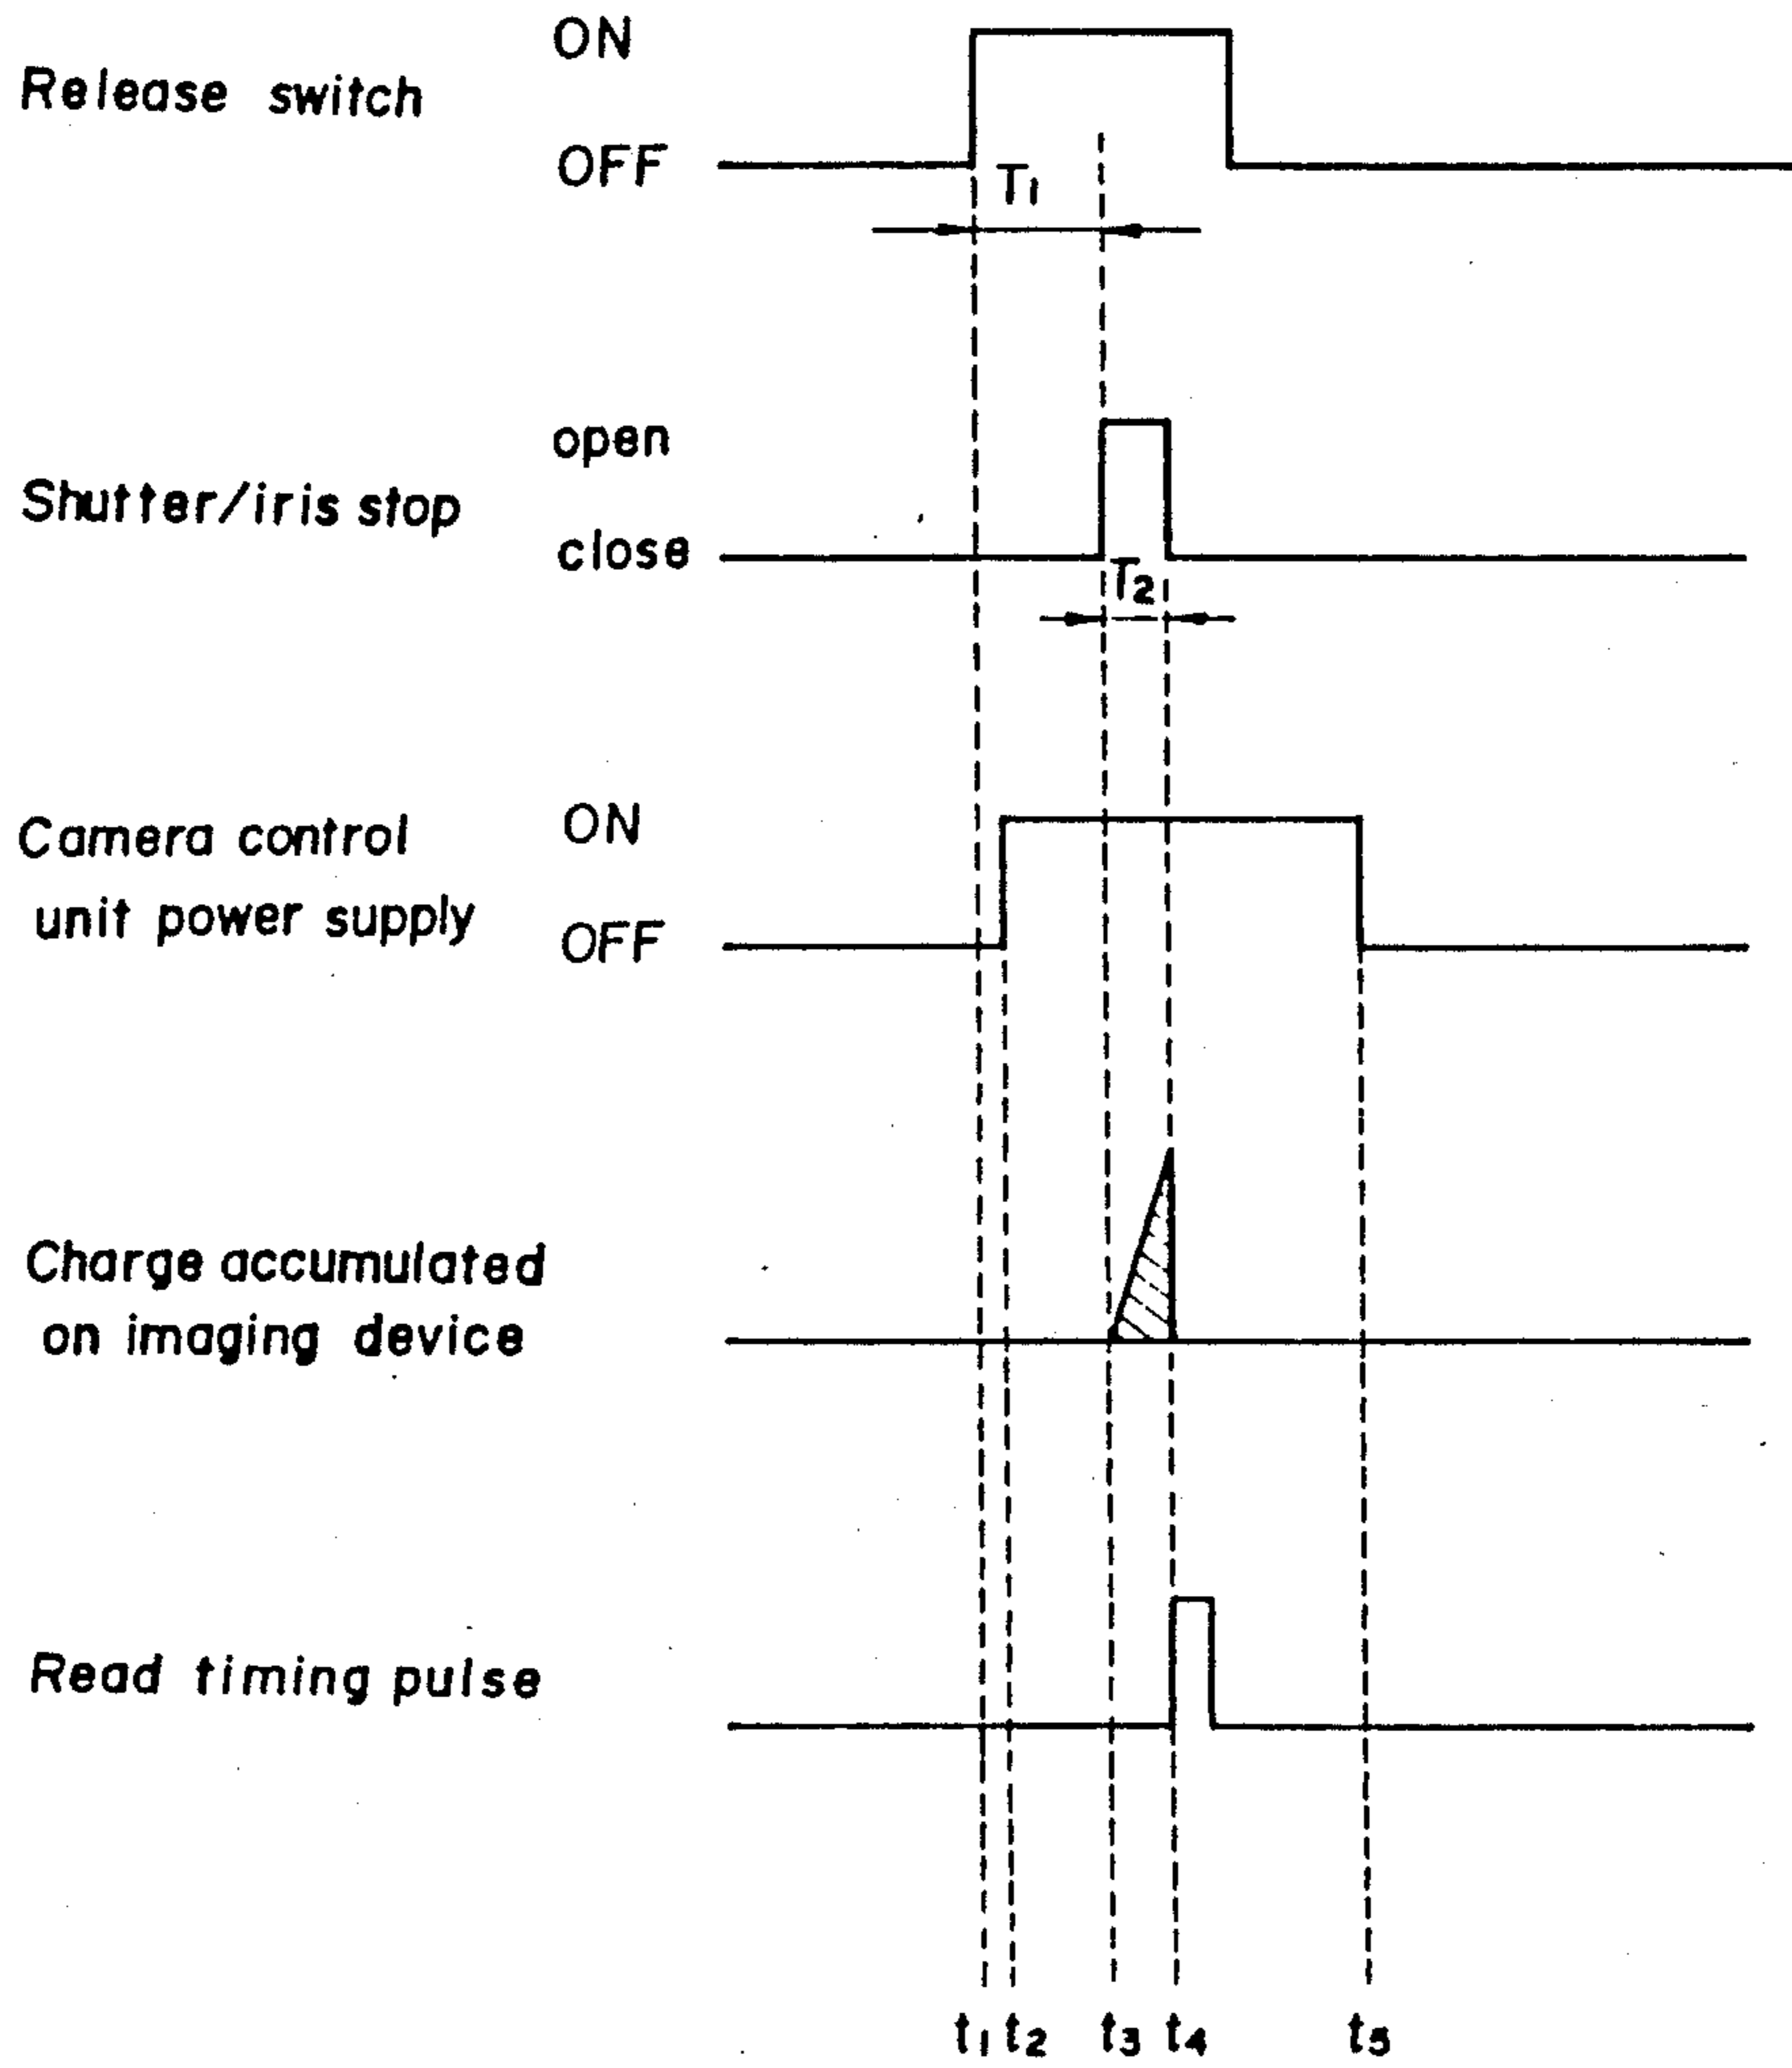 ON
Release switch
OFF
T1
open
Shutter/iris stop
close
T2
Camera control
ON
unit power supply
OFF
Charge accumulated
on imaging device
Read timing pulse
t1 t2 t3 t4 t5